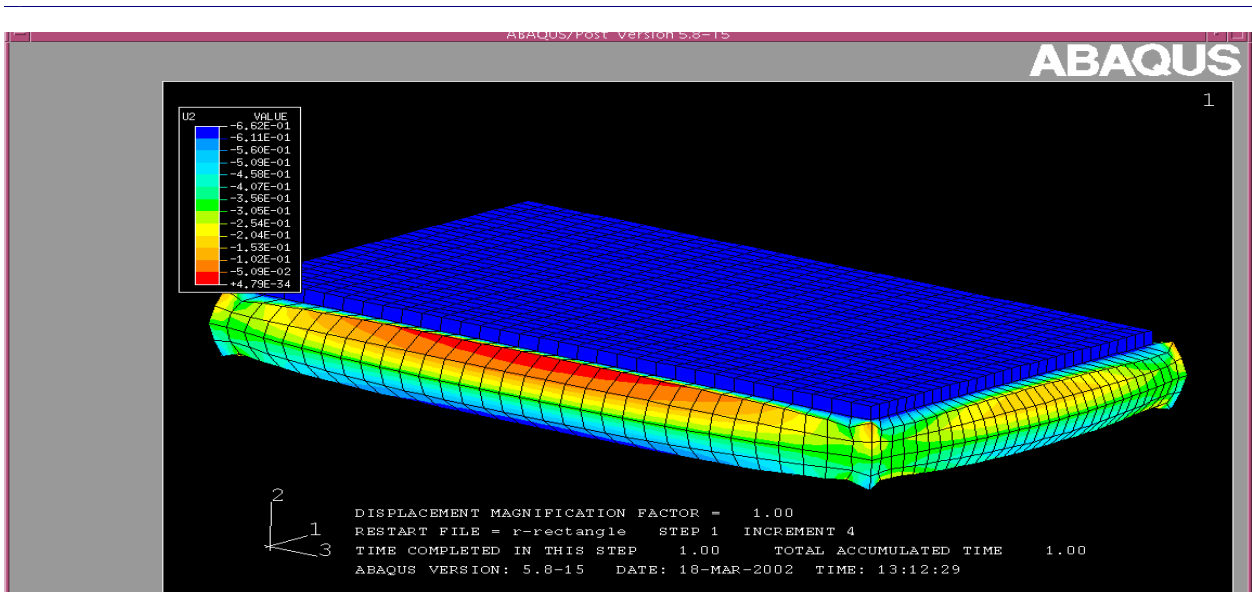 ABAQUS/Post Version 5.8-15
ABAQUS
1
U2 VALUE
-6.62E-01
-6.11E-01
-5.60E-01
-5.09E-01
-4.58E-01
-4.07E-01
-3.56E-01
-3.05E-01
-2.54E-01
-2.04E-01
-1.53E-01
-1.02E-01
-5.09E-02
+4.79E-34
2
1
3
DISPLACEMENT MAGNIFICATION FACTOR = 1.00
RESTART FILE = r-rectangle STEP 1 INCREMENT 4
TIME COMPLETED IN THIS STEP 1.00 TOTAL ACCUMULATED TIME 1.00
ABAQUS VERSION: 5.8-15 DATE: 18-MAR-2002 TIME: 13:12:29